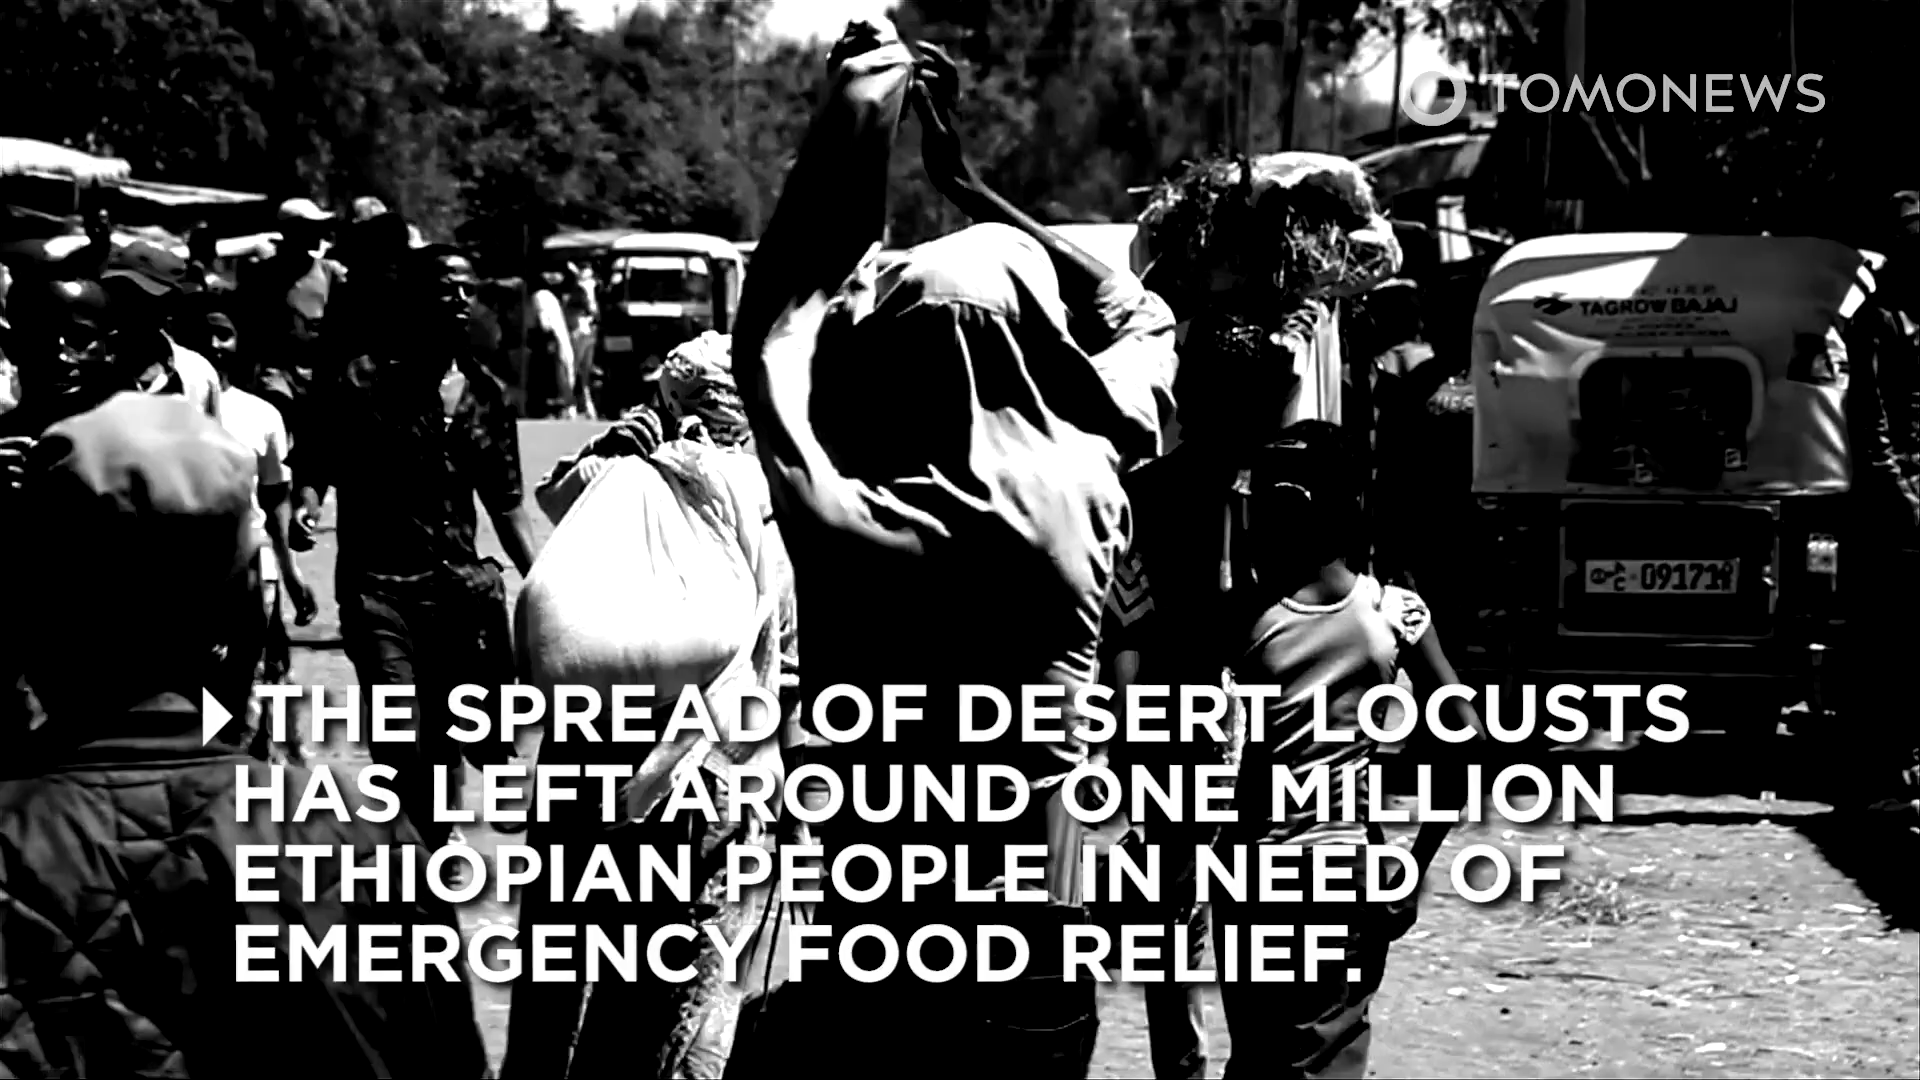 TOMONEWS
TAGROW BAJAJ
THE SPREAD OF DESERT LOCUSTS
HAS LEFT AROUND ONE MILLION
ETHIOPIAN PEOPLE IN NEED OF
EMERGENCY FOOD RELIEF.